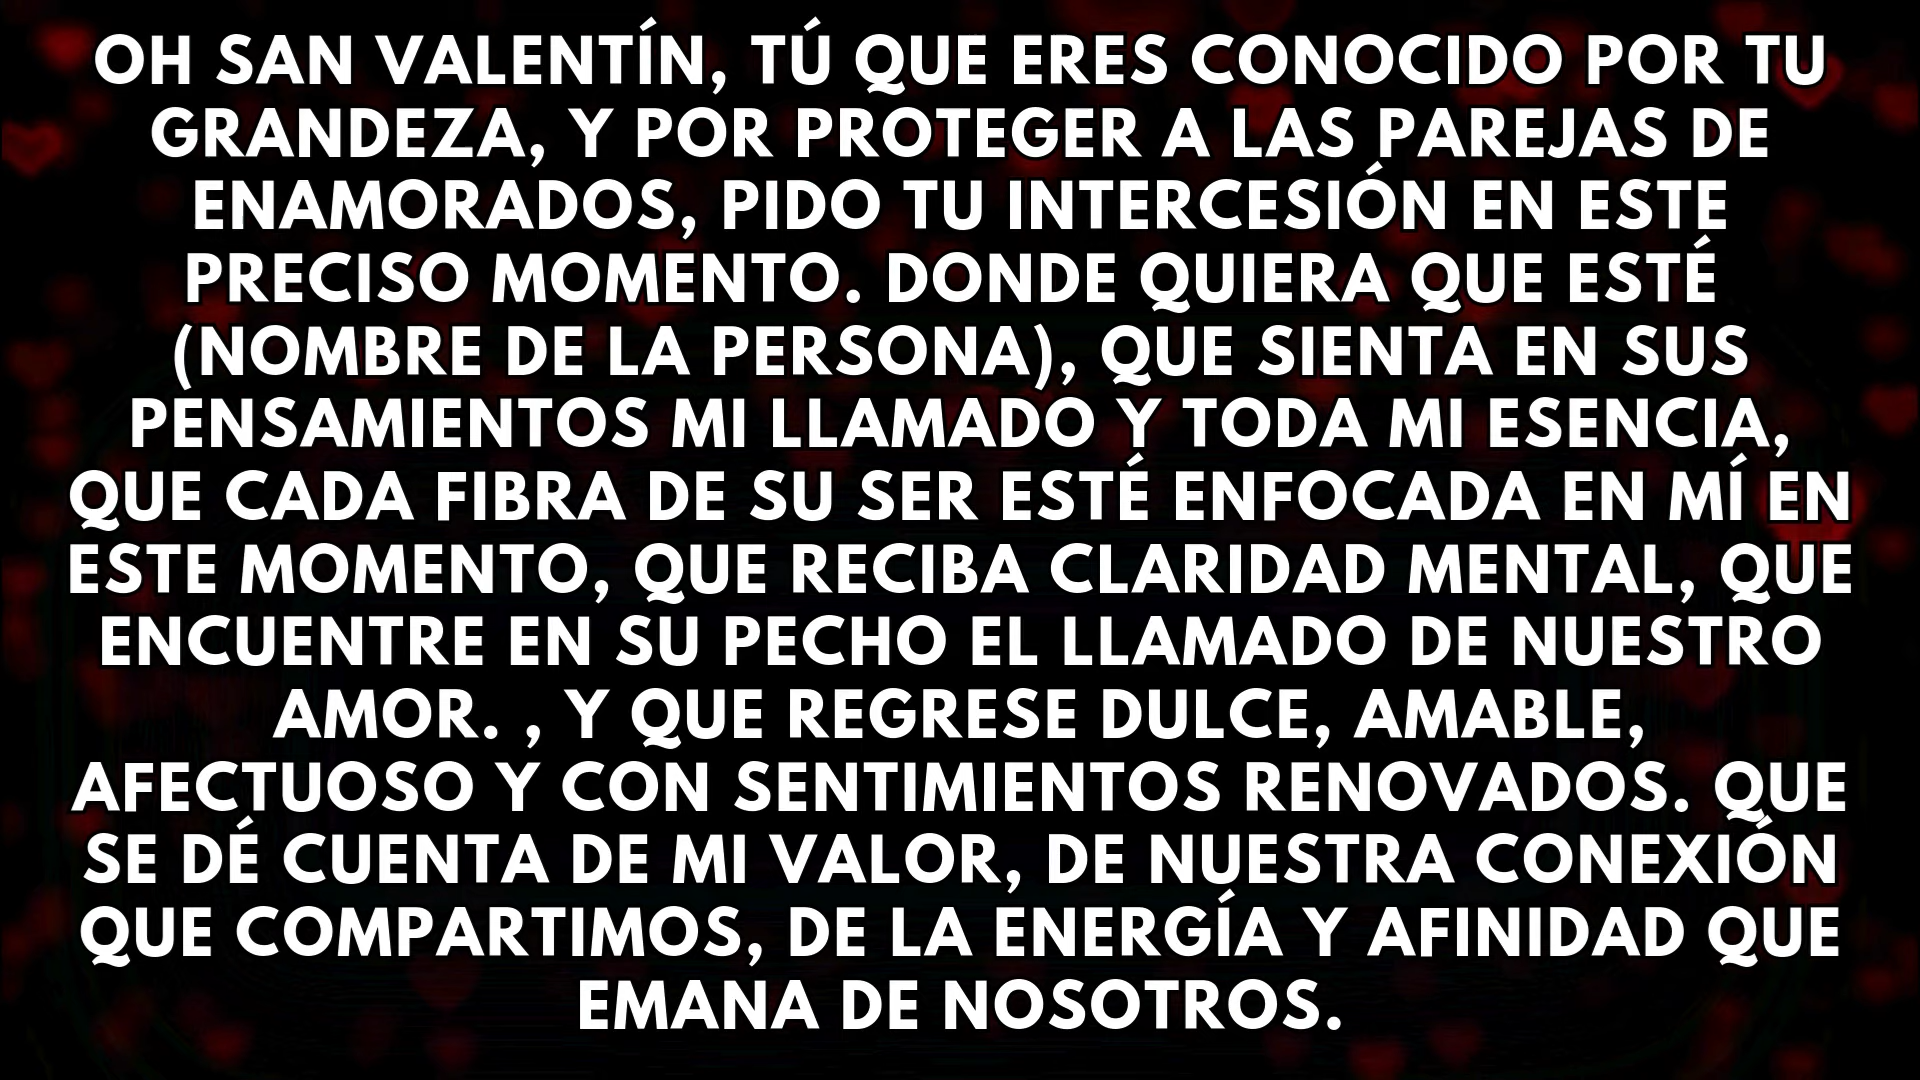 OH SAN VALENTÍN, TÚ QUE ERES CONOCIDO POR TU
GRANDEZA, Y POR PROTEGER A LAS PAREJAS DE
ENAMORADOS, PIDO TU INTERCESIÓN EN ESTE
PRECISO MOMENTO. DONDE QUIERA QUE ESTÉ
(NOMBRE DE LA PERSONA), QUE SIENTA EN SUS
PENSAMIENTOS MI LLAMADO Y TODA MI ESENCIA,
QUE CADA FIBRA DE SU SER ESTÉ ENFOCADA EN MÍ EN
ESTE MOMENTO, QUE RECIBA CLARIDAD MENTAL, QUE
ENCUENTRE EN SU PECHO EL LLAMADO DE NUESTRO
AMOR. , Y QUE REGRESE DULCE, AMABLE,
AFECTUOSO Y CON SENTIMIENTOS RENOVADOS. QUE
SE DÉ CUENTA DE MI VALOR, DE NUESTRA CONEXIÓN
QUE COMPARTIMOS, DE LA ENERGÍA Y AFINIDAD QUE
EMANA DE NOSOTROS.